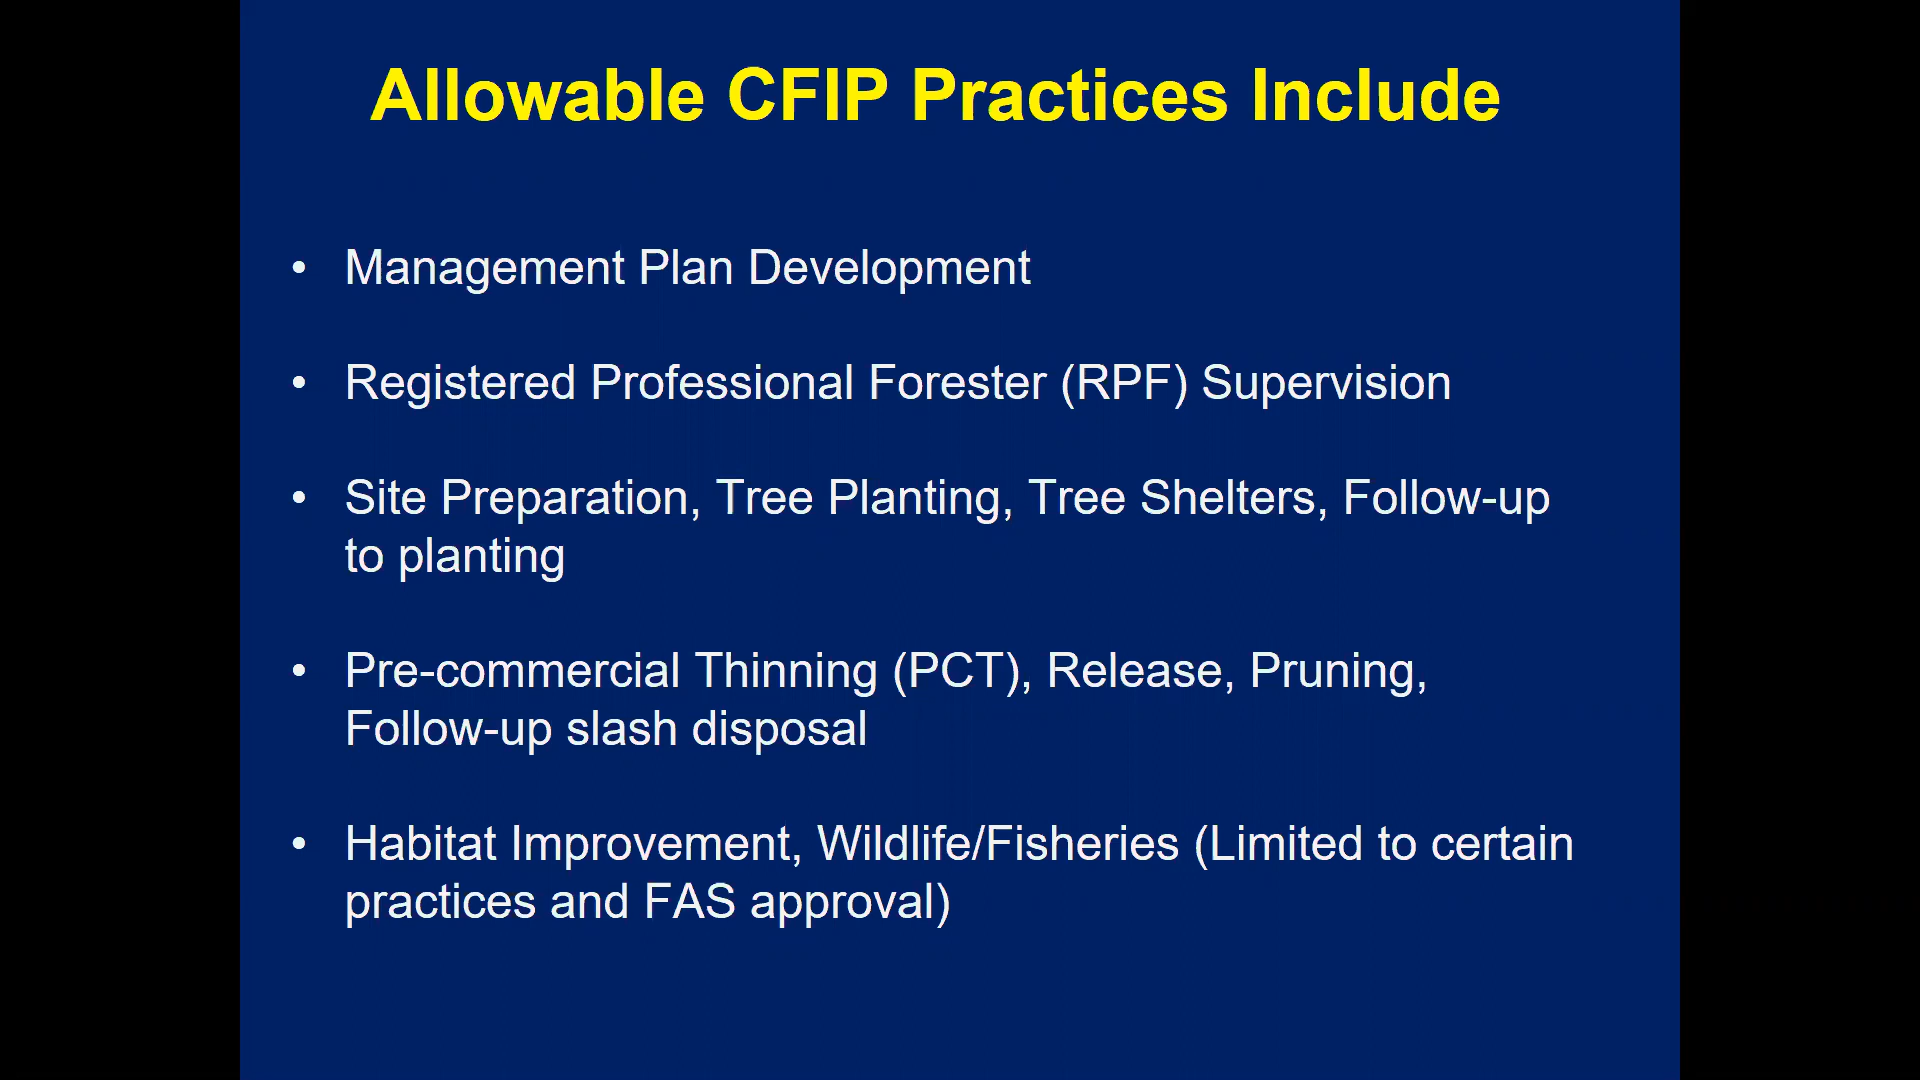 Allowable CFIP Practices Include
• Management Plan Development
• Registered Professional Forester (RPF) Supervision
• Site Preparation, Tree Planting, Tree Shelters, Follow-up
to planting
• Pre-commercial Thinning (PCT), Release, Pruning,
Follow-up slash disposal
• Habitat Improvement, Wildlife/Fisheries (Limited to certain
practices and FAS approval)